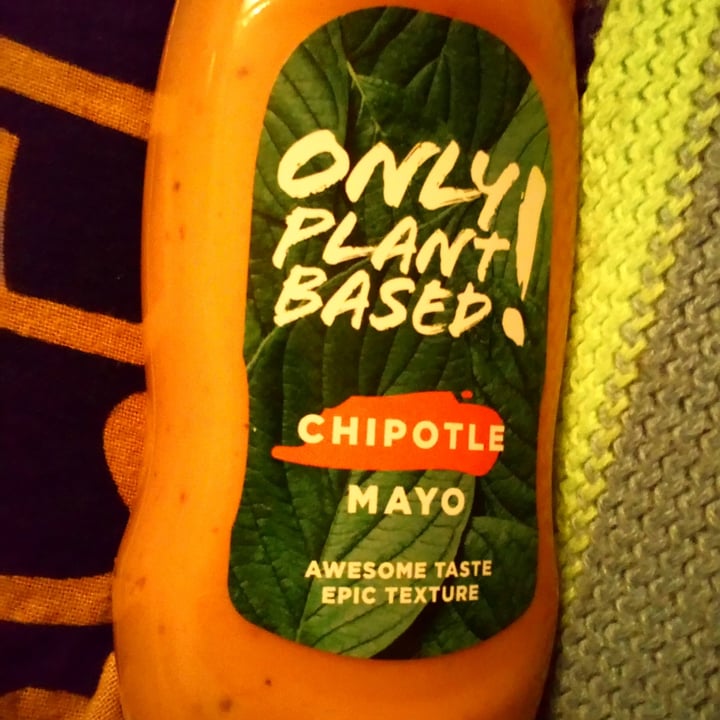 ONLY
PLANT
BASED!
CHIPOTLE
MAYO
AWESOME TASTE
EPIC TEXTURE